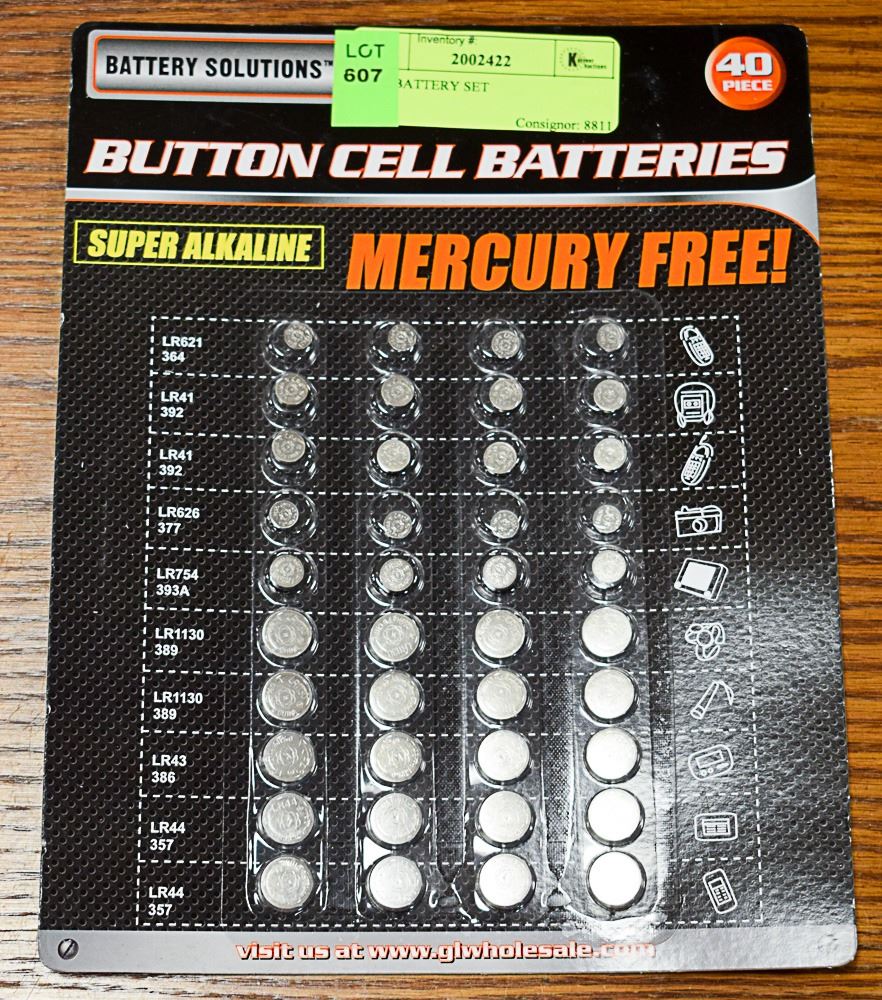 BATTERY SOLUTIONS™
LOT
607
Inventory #:
2002422
BATTERY SET
Consignor: 8811
40
PIECE
BUTTON CELL BATTERIES
SUPER ALKALINE
MERCURY FREE!
LR621
364
LR41
392
LR41
392
LR626
377
LR754
393A
LR1130
389
LR1130
389
LR43
386
LR44
357
LR44
357
visit us at www.glwholesale.com